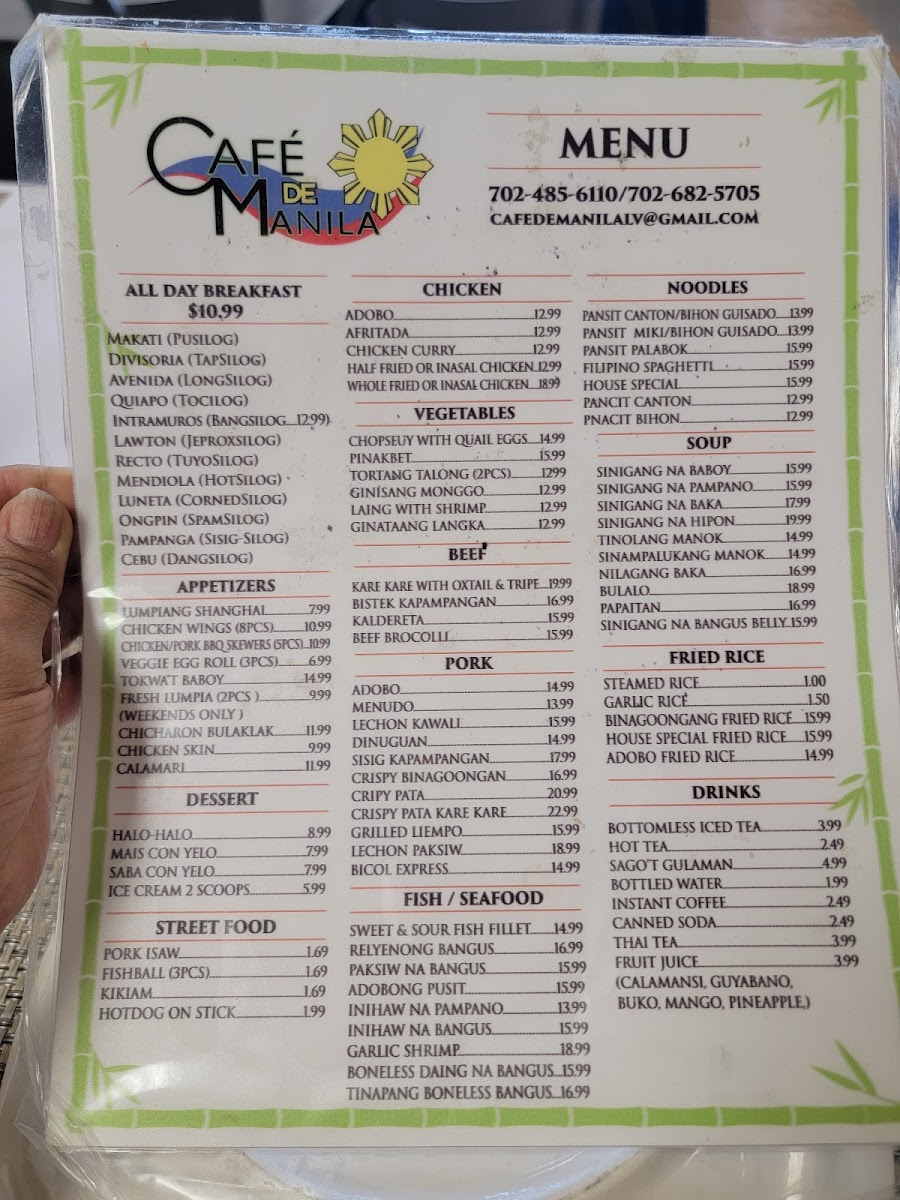 CAFÉ
DE
MANILA
MENU
702-485-6110/702-682-5705
CAFEDEMANILALV@GMAIL.COM
ALL DAY BREAKFAST
$10.99
MAKATI (PUSILOG)
DIVISORIA (TAPSILOG)
AVENIDA (LONGSILOG)
QUIAPO (TOCILOG)
INTRAMUROS (BANGSILOG...12.99)
LAWTON (JEPROXSILOG)
RECTO (TUYOSILOG)
MENDIOLA (HOTSILOG)
LUNETA (CORNEDSILOG)
ONGPIN (SPAMSILOG)
PAMPANGA (SISIG-SILOG)
CEBU (DANGSILOG)
APPETIZERS
LUMPIANG SHANGHAI 7.99
CHICKEN WINGS (8PCS) 10.99
CHICKEN/PORK BBQ SKEWERS (5PCS) 10.99
VEGGIE EGG ROLL (3PCS) 6.99
TOKWA'T BABOY 14.99
FRESH LUMPIA (2PCS ) 9.99
(WEEKENDS ONLY )
CHICHARON BULAKLAK 11.99
CHICKEN SKIN 9.99
CALAMARI 11.99
DESSERT
HALO-HALO 8.99
MAIS CON YELO 7.99
SABA CON YELO 7.99
ICE CREAM 2 SCOOPS 5.99
STREET FOOD
PORK ISAW 1.69
FISHBALL (3PCS) 1.69
KIKIAM 1.69
HOTDOG ON STICK 1.99
CHICKEN
ADOBO 12.99
AFRITADA 12.99
CHICKEN CURRY 12.99
HALF FRIED OR INASAL CHICKEN 12.99
WHOLE FRIED OR INASAL CHICKEN 18.99
VEGETABLES
CHOPSEUY WITH QUAIL EGGS 14.99
PINAKBET 15.99
TORTANG TALONG (2PCS) 12.99
GINISANG MONGGO 12.99
LAING WITH SHRIMP 12.99
GINATAANG LANGKA 12.99
BEEF
KARE KARE WITH OXTAIL & TRIPE 19.99
BISTEK KAPAMPANGAN 16.99
KALDERETA 15.99
BEEF BROCOLLI 15.99
PORK
ADOBO 14.99
MENUDO 13.99
LECHON KAWALI 15.99
DINUGUAN 14.99
SISIG KAPAMPANGAN 17.99
CRISPY BINAGOONGAN 16.99
CRIPY PATA 20.99
CRISPY PATA KARE KARE 22.99
GRILLED LIEMPO 15.99
LECHON PAKSIW 18.99
BICOL EXPRESS 14.99
FISH / SEAFOOD
SWEET & SOUR FISH FILLET 14.99
RELYENONG BANGUS 16.99
PAKSIW NA BANGUS 15.99
ADOBONG PUSIT 15.99
INIHAW NA PAMPANO 13.99
INIHAW NA BANGUS 15.99
GARLIC SHRIMP 18.99
BONELESS DAING NA BANGUS 15.99
TINAPANG BONELESS BANGUS 16.99
NOODLES
PANSIT CANTON/BIHON GUISADO 13.99
PANSIT MIKI/BIHON GUISADO 13.99
PANSIT PALABOK 15.99
FILIPINO SPAGHETTI 15.99
HOUSE SPECIAL 15.99
PANCIT CANTON 12.99
PNACIT BIHON 12.99
SOUP
SINIGANG NA BABOY 15.99
SINIGANG NA PAMPANO 15.99
SINIGANG NA BAKA 17.99
SINIGANG NA HIPON 19.99
TINOLANG MANOK 14.99
SINAMPALUKANG MANOK 14.99
NILAGANG BAKA 16.99
BULALO 18.99
PAPAITAN 16.99
SINIGANG NA BANGUS BELLY 15.99
FRIED RICE
STEAMED RICE 1.00
GARLIC RICE 1.50
BINAGOONGANG FRIED RICE 15.99
HOUSE SPECIAL FRIED RICE 15.99
ADOBO FRIED RICE 14.99
DRINKS
BOTTOMLESS ICED TEA 3.99
HOT TEA 2.49
SAGO'T GULAMAN 4.99
BOTTLED WATER 1.99
INSTANT COFFEE 2.49
CANNED SODA 2.49
THAI TEA 3.99
FRUIT JUICE 3.99
(CALAMANSI, GUYABANO,
BUKO, MANGO, PINEAPPLE,)